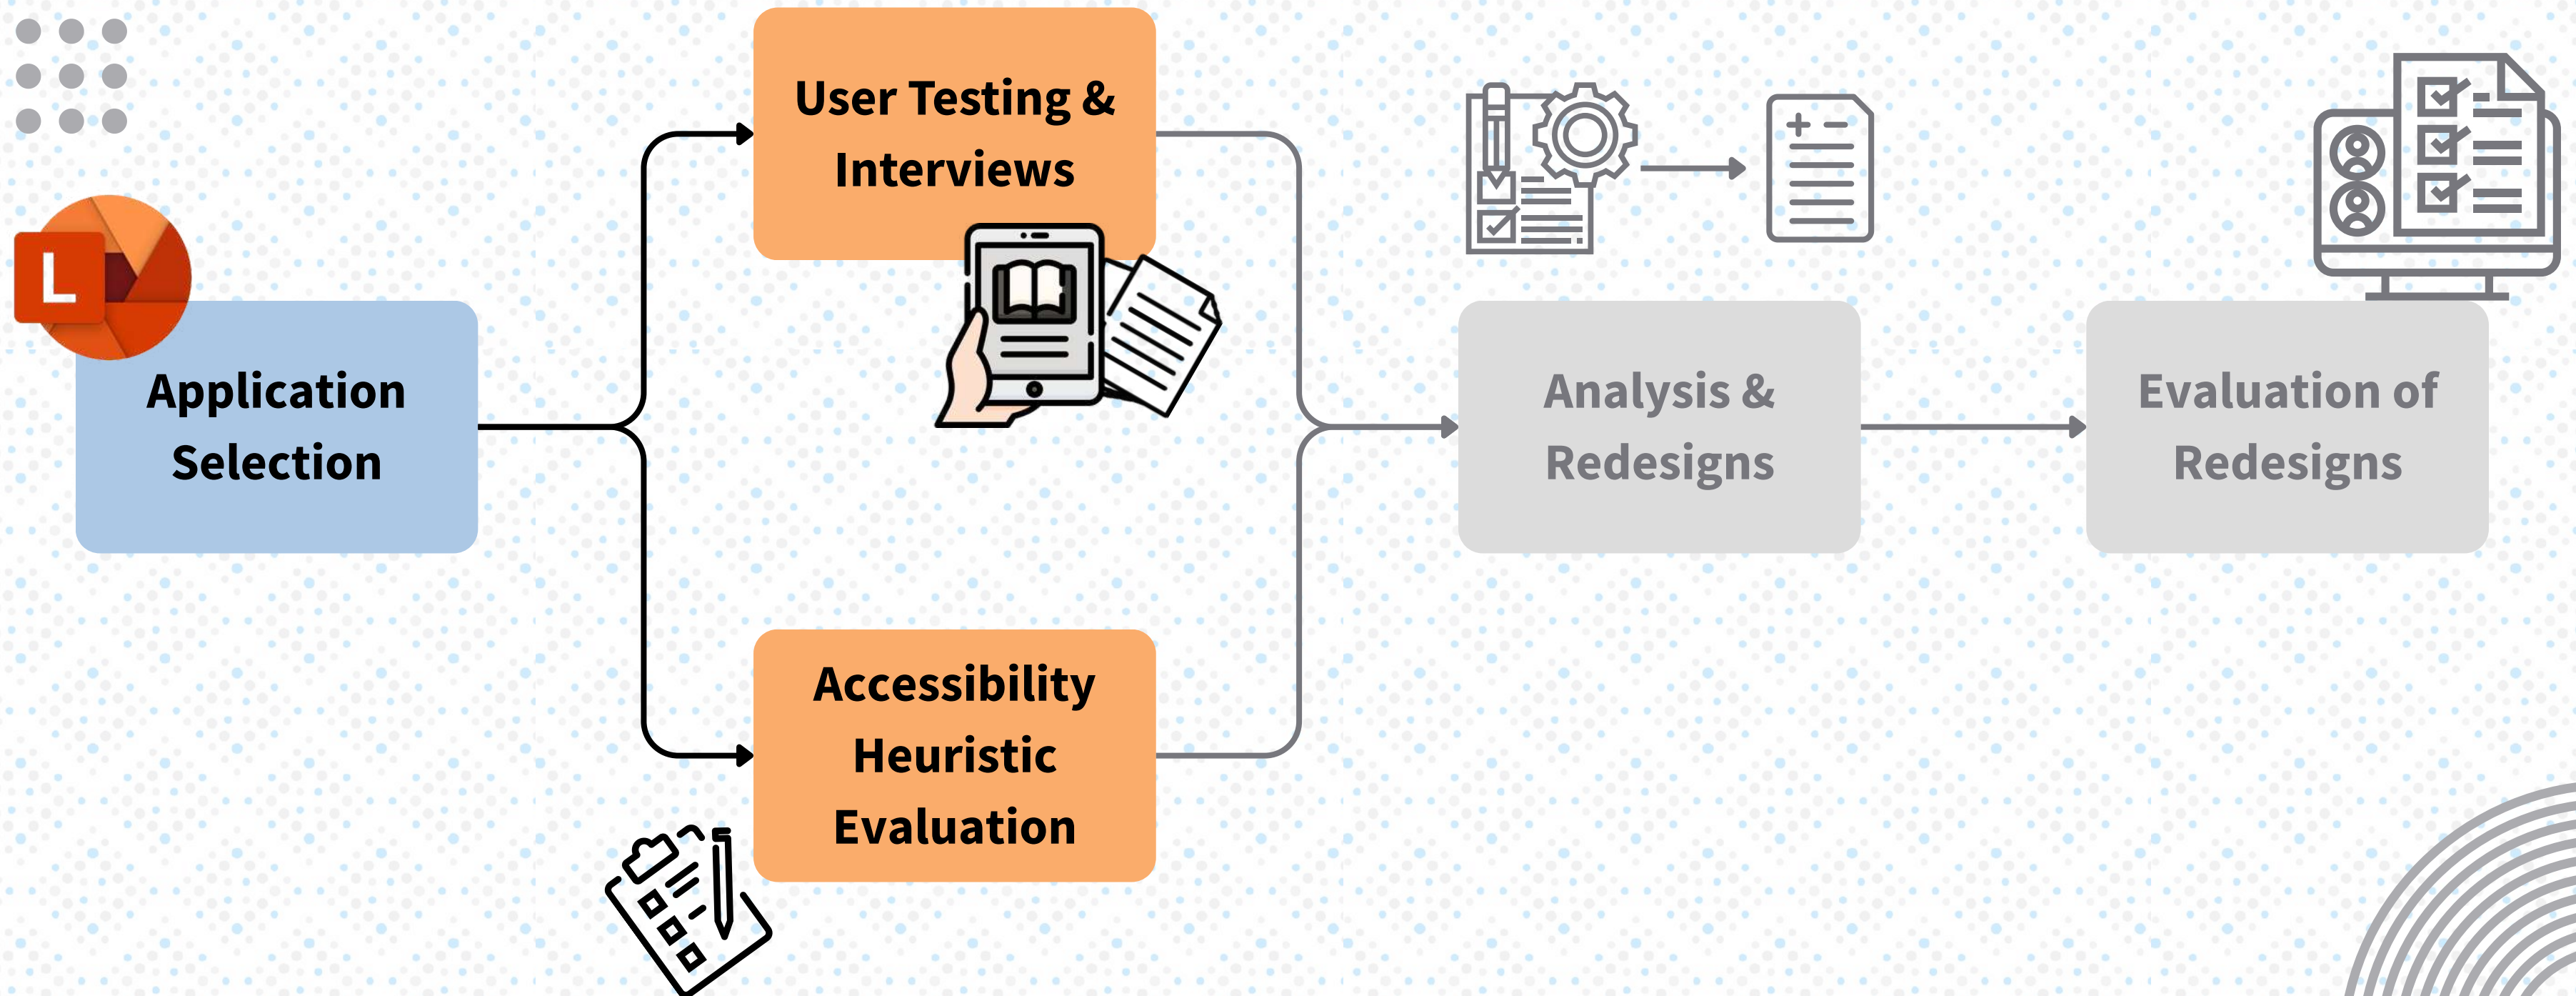 User Testing &
Interviews
L
Application
Selection
Analysis &
Redesigns
Evaluation of
Redesigns
Accessibility
Heuristic
Evaluation